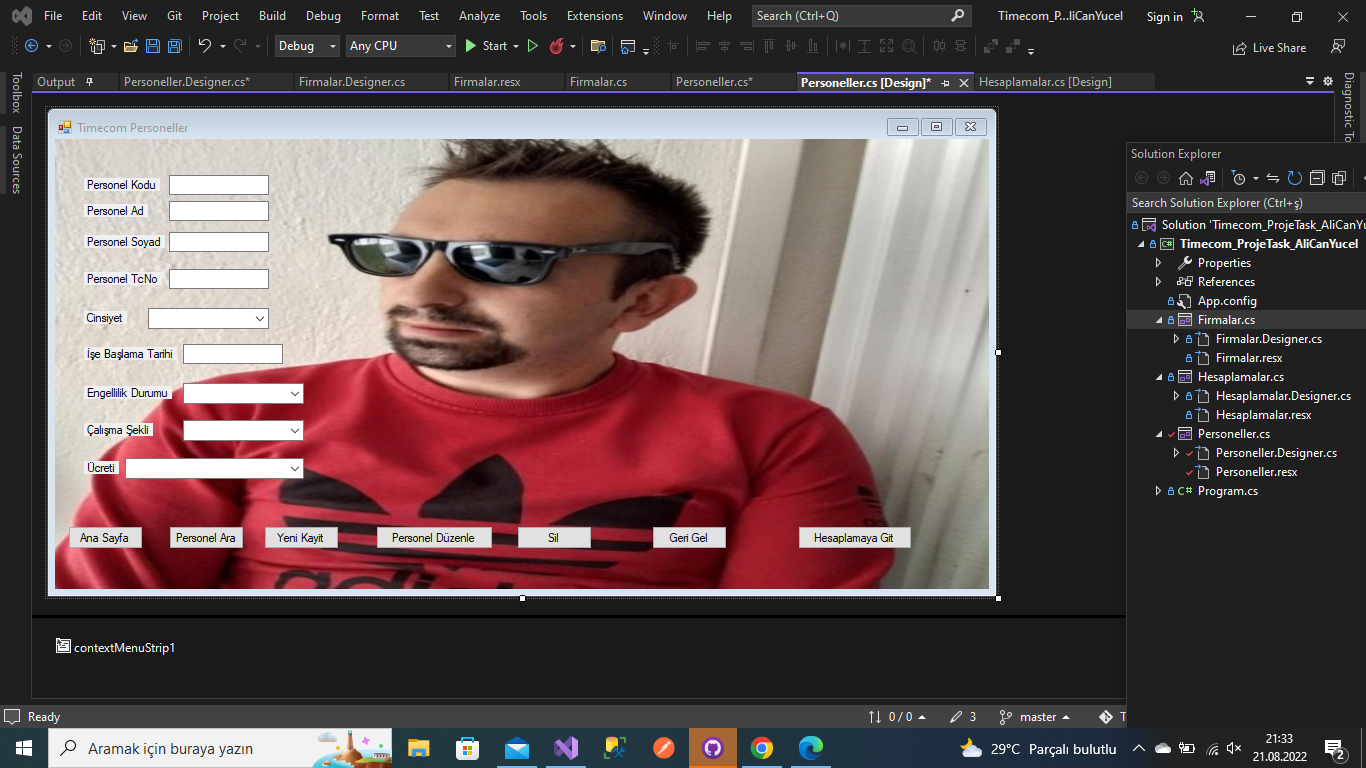 File Edit View Git Project Build Debug Format Test Analyze Tools Extensions Window Help Search (Ctrl+Q) Timecom_P...liCanYucel Sign in
Debug Any CPU Start Live Share
Toolbox
Data Sources
Output Personeller.Designer.cs* Firmalar.Designer.cs Firmalar.resx Firmalar.cs Personeller.cs* Personeller.cs [Design]* Hesaplamalar.cs [Design]
Diagnostic To
Timecom Personeller
Personel Kodu
Personel Ad
Personel Soyad
Personel TcNo
Cinsiyet
İşe Başlama Tarihi
Engellilik Durumu
Çalışma Şekli
Ücreti
Ana Sayfa Personel Ara Yeni Kayit Personel Düzenle Sil Geri Gel Hesaplamaya Git
contextMenuStrip1
Solution Explorer
Search Solution Explorer (Ctrl+ş)
Solution 'Timecom_ProjeTask_AliCanYu
Timecom_ProjeTask_AliCanYucel
Properties
References
App.config
Firmalar.cs
Firmalar.Designer.cs
Firmalar.resx
Hesaplamalar.cs
Hesaplamalar.Designer.cs
Hesaplamalar.resx
Personeller.cs
Personeller.Designer.cs
Personeller.resx
C# Program.cs
Ready 0 / 0 3 master T
Aramak için buraya yazın 29°C Parçalı bulutlu 21:33
21.08.2022 2